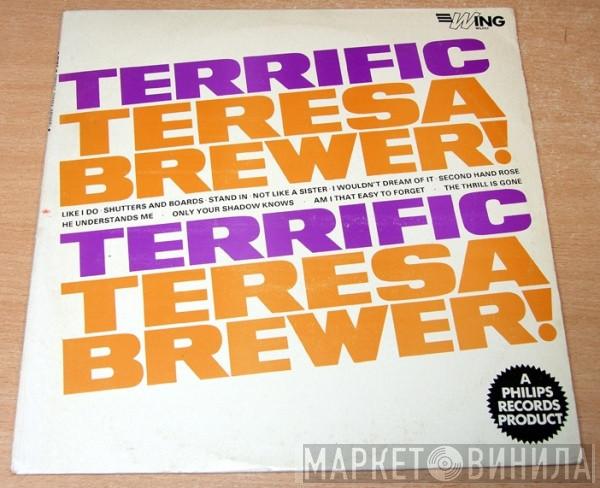 WING
TERRIFIC
TERESA
BREWER!
LIKE I DO · SHUTTERS AND BOARDS · STAND IN · NOT LIKE A SISTER · I WOULDN'T DREAM OF IT · SECOND HAND ROSE
HE UNDERSTANDS ME · ONLY YOUR SHADOW KNOWS · AM I THAT EASY TO FORGET · THE THRILL IS GONE
TERRIFIC
TERESA
BREWER!
A
PHILIPS
RECORDS
PRODUCT
МАРКЕТ ВИНИЛА